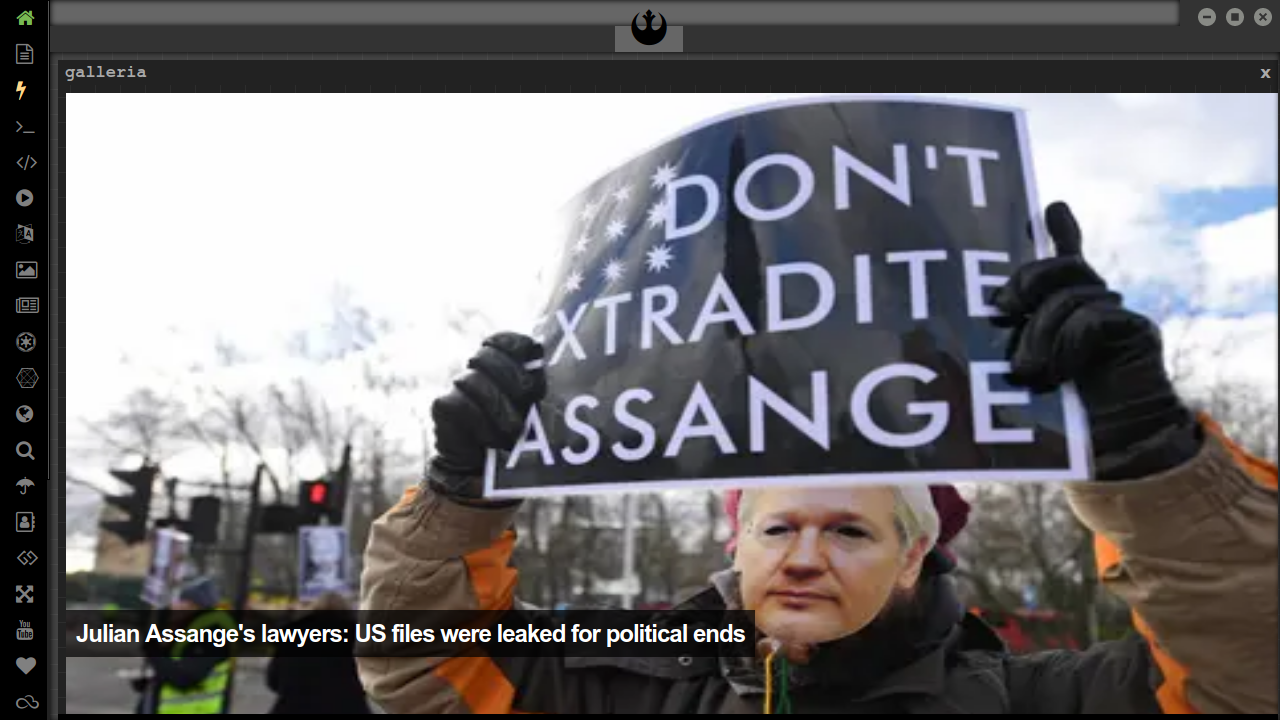 galleria
x
DON'T
EXTRADITE
ASSANGE
Julian Assange's lawyers: US files were leaked for political ends
You
Tube